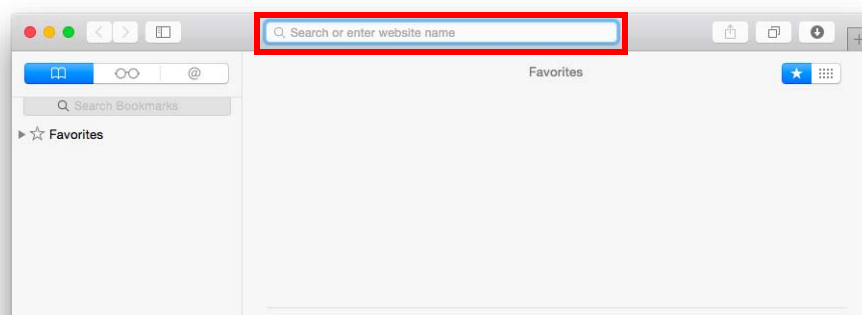 Search or enter website name
@
Favorites
Search Bookmarks
Favorites